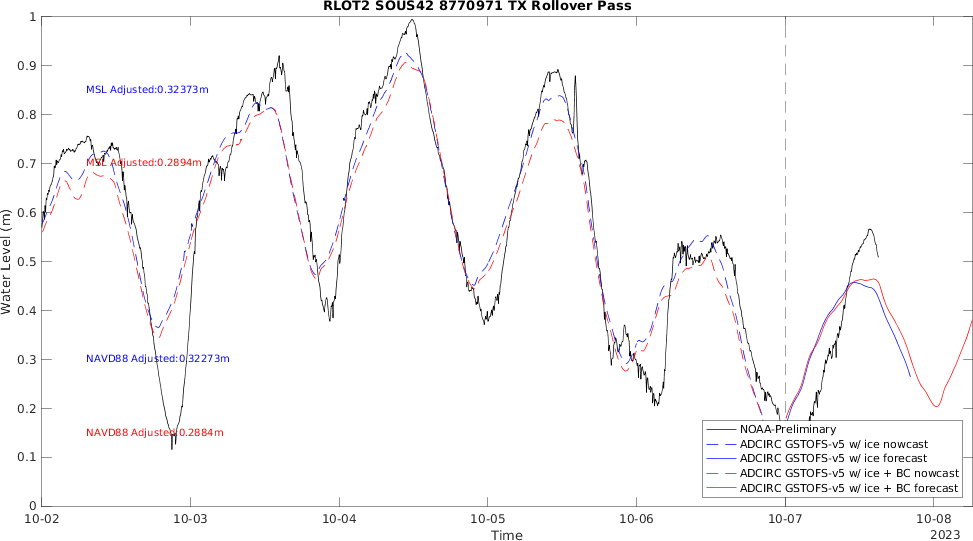 RLOT2 SOUS42 8770971 TX Rollover Pass
1
0.9
0.8
0.7
0.6
0.5
0.4
0.3
0.2
0.1
0
Water Level (m)
MSL Adjusted:0.32373m
MSL Adjusted:0.2894m
NAVD88 Adjusted:0.32273m
NAVD88 Adjusted:0.2884m
NOAA-Preliminary
ADCIRC GSTOFS-v5 w/ ice nowcast
ADCIRC GSTOFS-v5 w/ ice forecast
ADCIRC GSTOFS-v5 w/ ice + BC nowcast
ADCIRC GSTOFS-v5 w/ ice + BC forecast
10-02 10-03 10-04 10-05 10-06 10-07 10-08
Time
2023